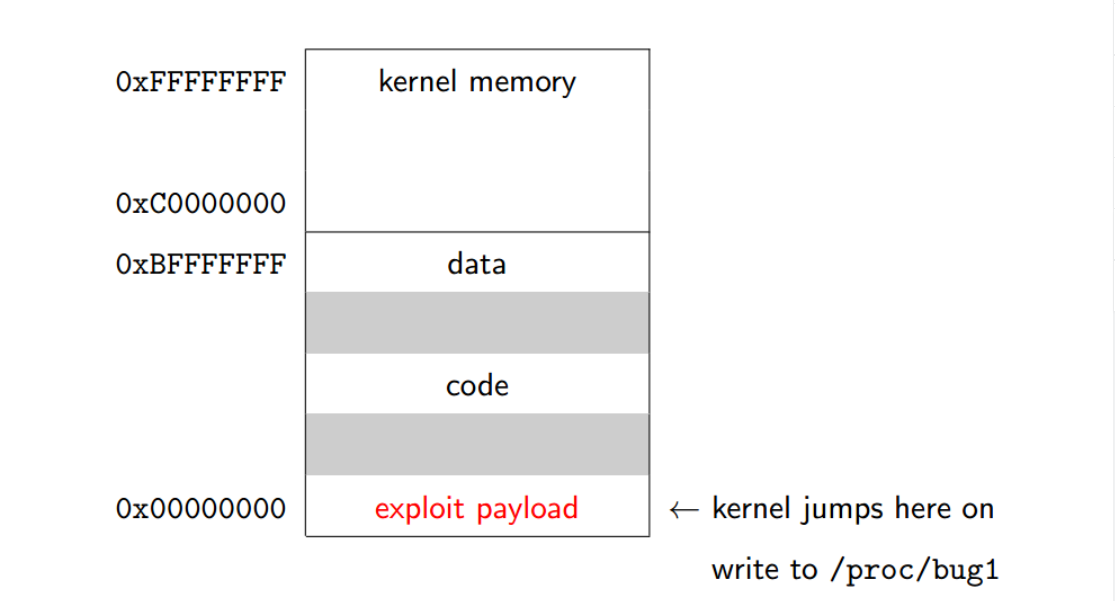 0xFFFFFFFF kernel memory
0xC0000000
0xBFFFFFFF data
code
0x00000000 exploit payload ← kernel jumps here on
write to /proc/bug1